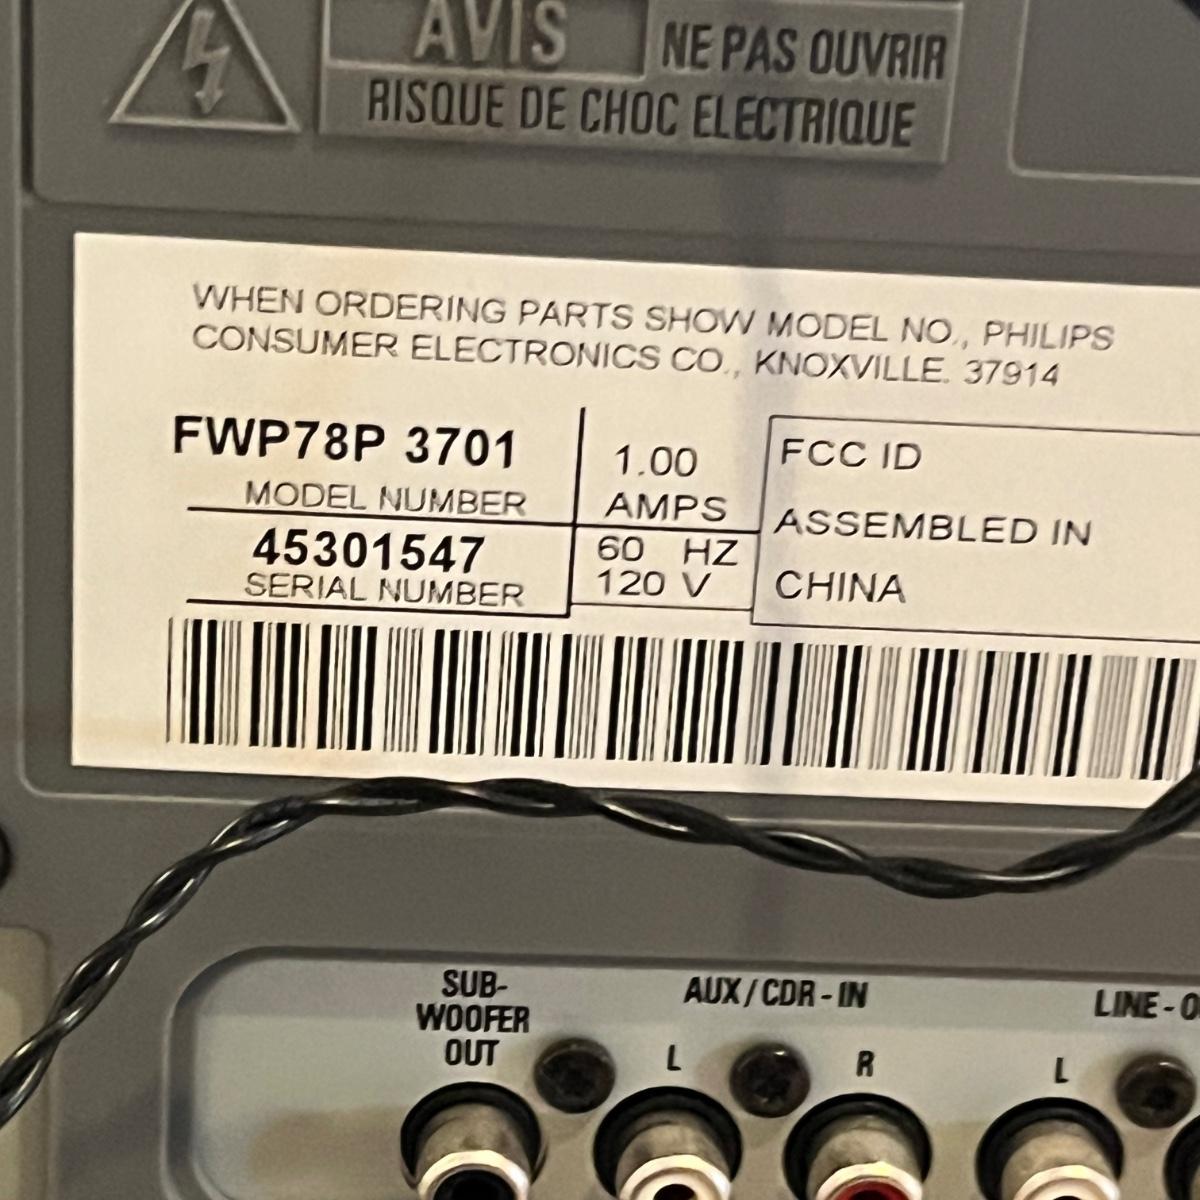 AVIS
NE PAS OUVRIR
RISQUE DE CHOC ELECTRIQUE
WHEN ORDERING PARTS SHOW MODEL NO., PHILIPS
CONSUMER ELECTRONICS CO., KNOXVILLE. 37914
FWP78P 3701
MODEL NUMBER
45301547
SERIAL NUMBER
1.00
AMPS
60 HZ
120 V
FCC ID
ASSEMBLED IN
CHINA
SUB-
WOOFER
OUT
AUX/CDR-IN
L
R
LINE-O
L